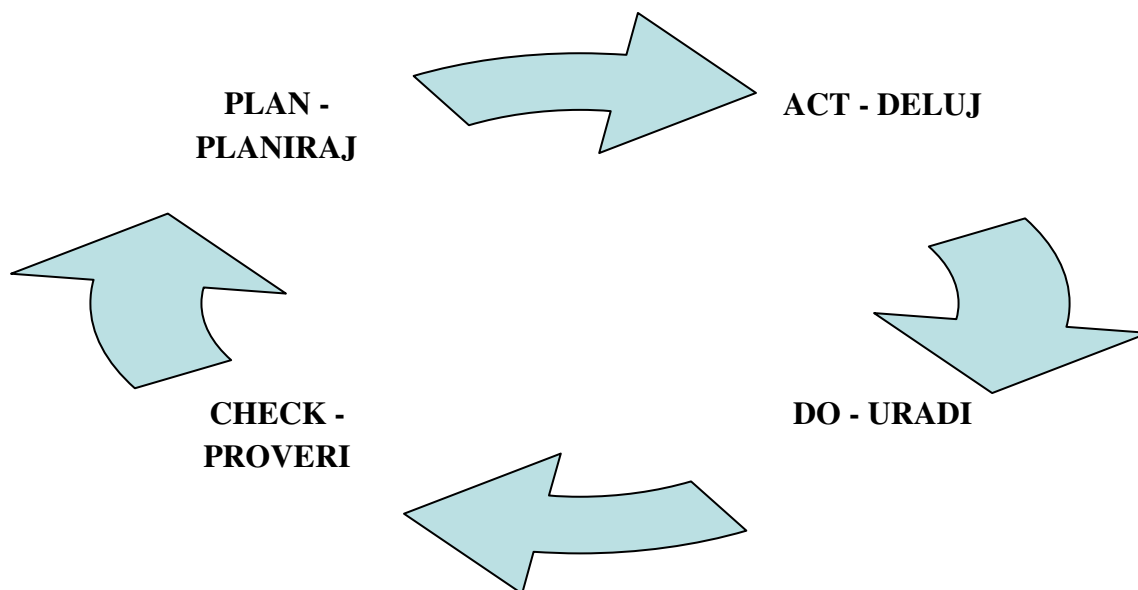 PLAN -
PLANIRAJ
ACT - DELUJ
DO - URADI
CHECK -
PROVERI